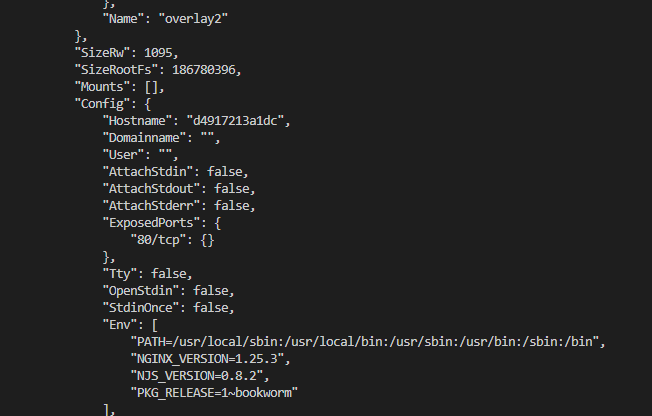 },
"Name": "overlay2"
},
"SizeRw": 1095,
"SizeRootFs": 186780396,
"Mounts": [],
"Config": {
"Hostname": "d4917213a1dc",
"Domainname": "",
"User": "",
"AttachStdin": false,
"AttachStdout": false,
"AttachStderr": false,
"ExposedPorts": {
"80/tcp": {}
},
"Tty": false,
"OpenStdin": false,
"StdinOnce": false,
"Env": [
"PATH=/usr/local/sbin:/usr/local/bin:/usr/sbin:/usr/bin:/sbin:/bin",
"NGINX_VERSION=1.25.3",
"NJS_VERSION=0.8.2",
"PKG_RELEASE=1~bookworm"
],